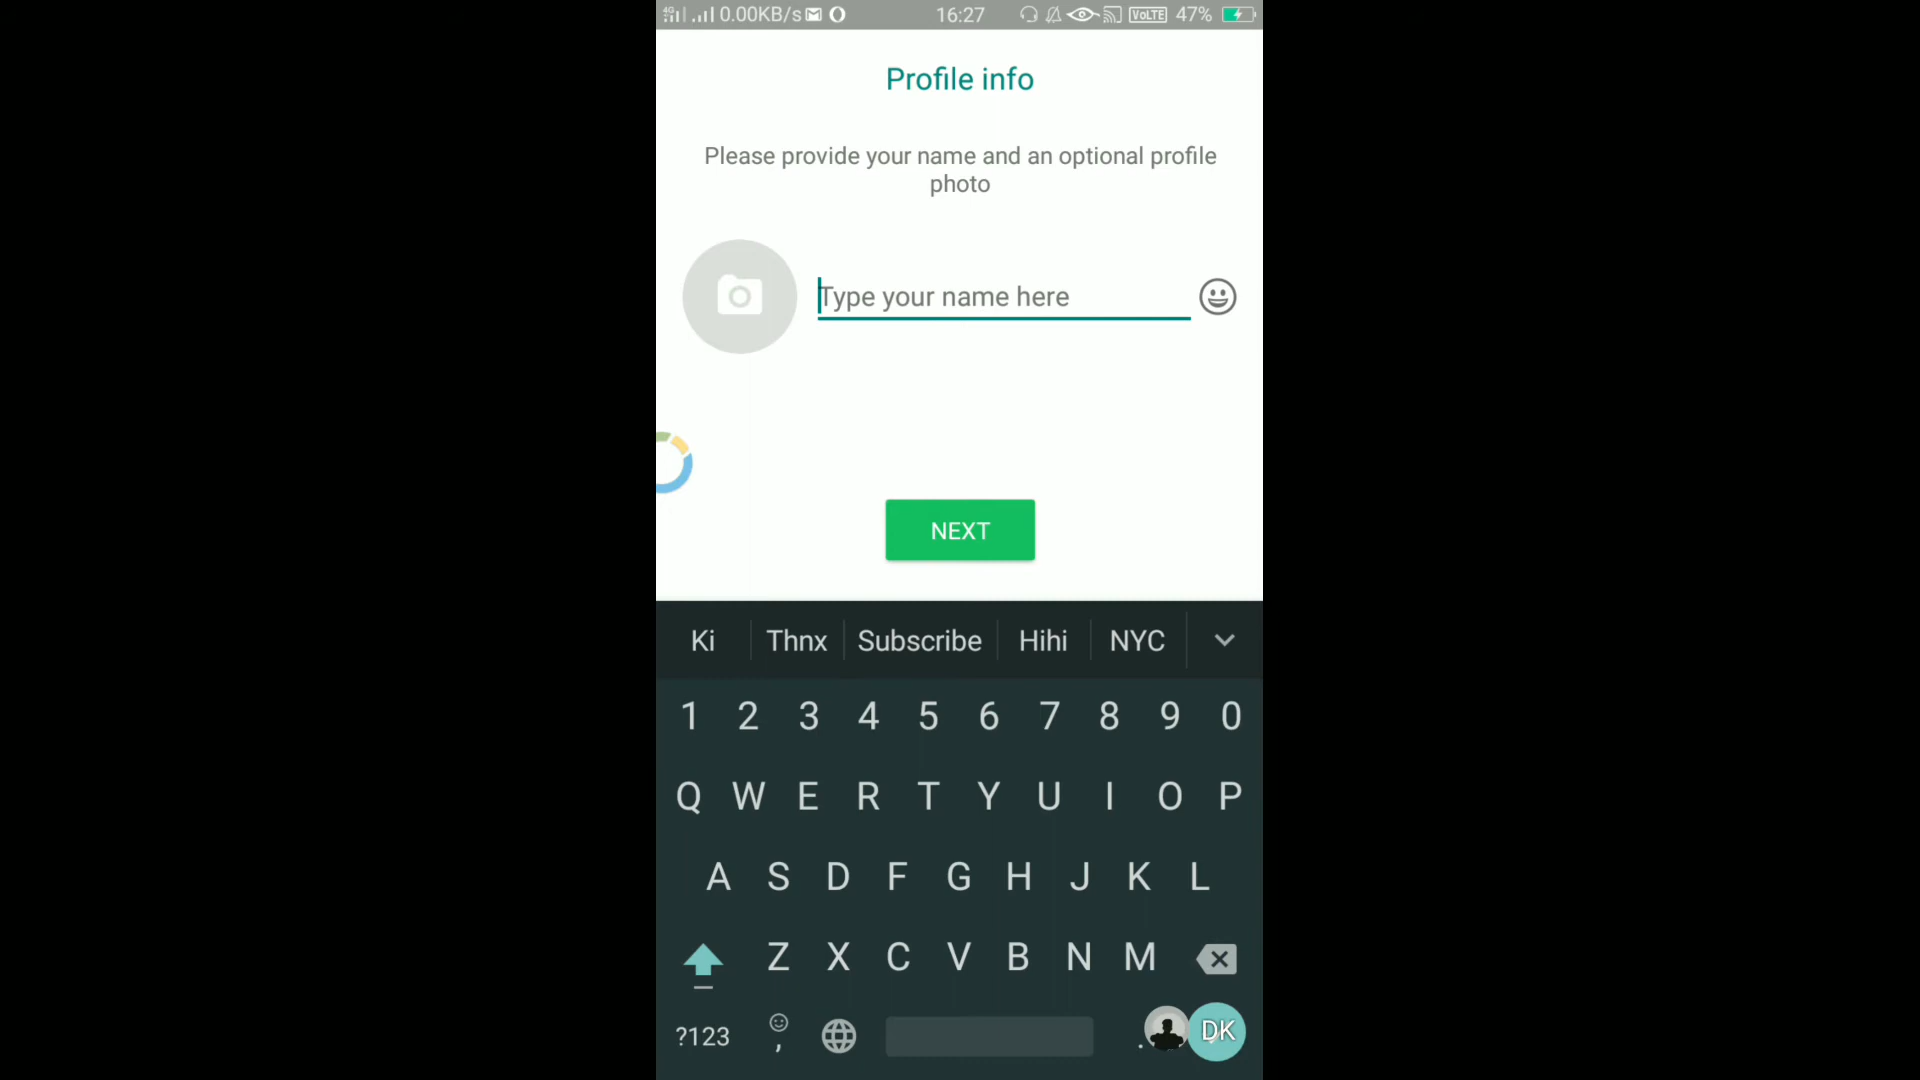 4G 0.00KB/s 16:27 VoLTE 47%
Profile info
Please provide your name and an optional profile
photo
Type your name here
NEXT
Ki Thnx Subscribe Hihi NYC
1 2 3 4 5 6 7 8 9 0
Q W E R T Y U I O P
A S D F G H J K L
Z X C V B N M
?123 , . DK